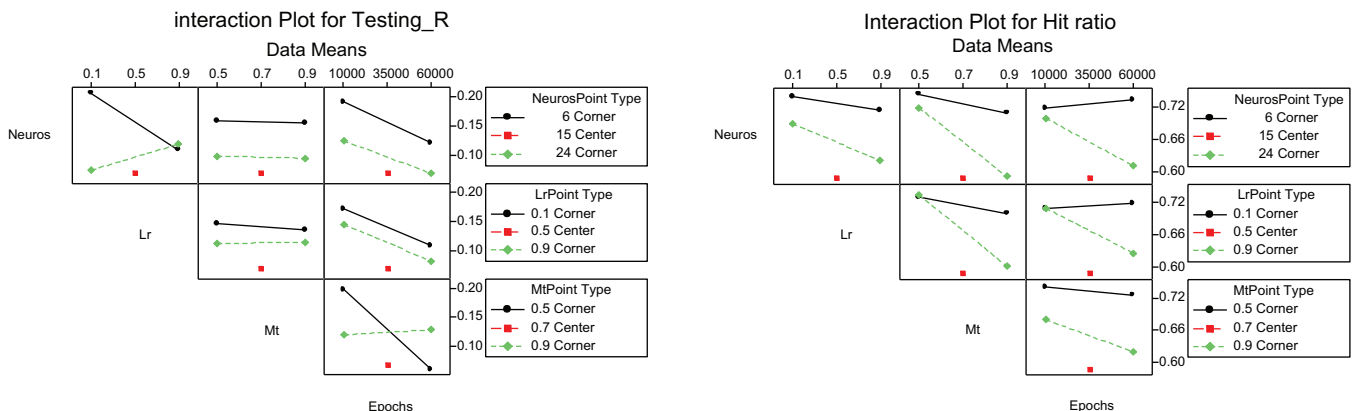 interaction Plot for Testing_R
Data Means
0.1 0.5 0.9 0.5 0.7 0.9 10000 35000 60000
Neuros
0.20
0.15
0.10
NeurosPoint Type
6 Corner
15 Center
24 Corner
Lr
0.20
0.15
0.10
LrPoint Type
0.1 Corner
0.5 Center
0.9 Corner
Mt
0.20
0.15
0.10
MtPoint Type
0.5 Corner
0.7 Center
0.9 Corner
Epochs
Interaction Plot for Hit ratio
Data Means
0.1 0.5 0.9 0.5 0.7 0.9 10000 35000 60000
Neuros
0.72
0.66
0.60
NeurosPoint Type
6 Corner
15 Center
24 Corner
Lr
0.72
0.66
0.60
LrPoint Type
0.1 Corner
0.5 Center
0.9 Corner
Mt
0.72
0.66
0.60
MtPoint Type
0.5 Corner
0.7 Center
0.9 Corner
Epochs